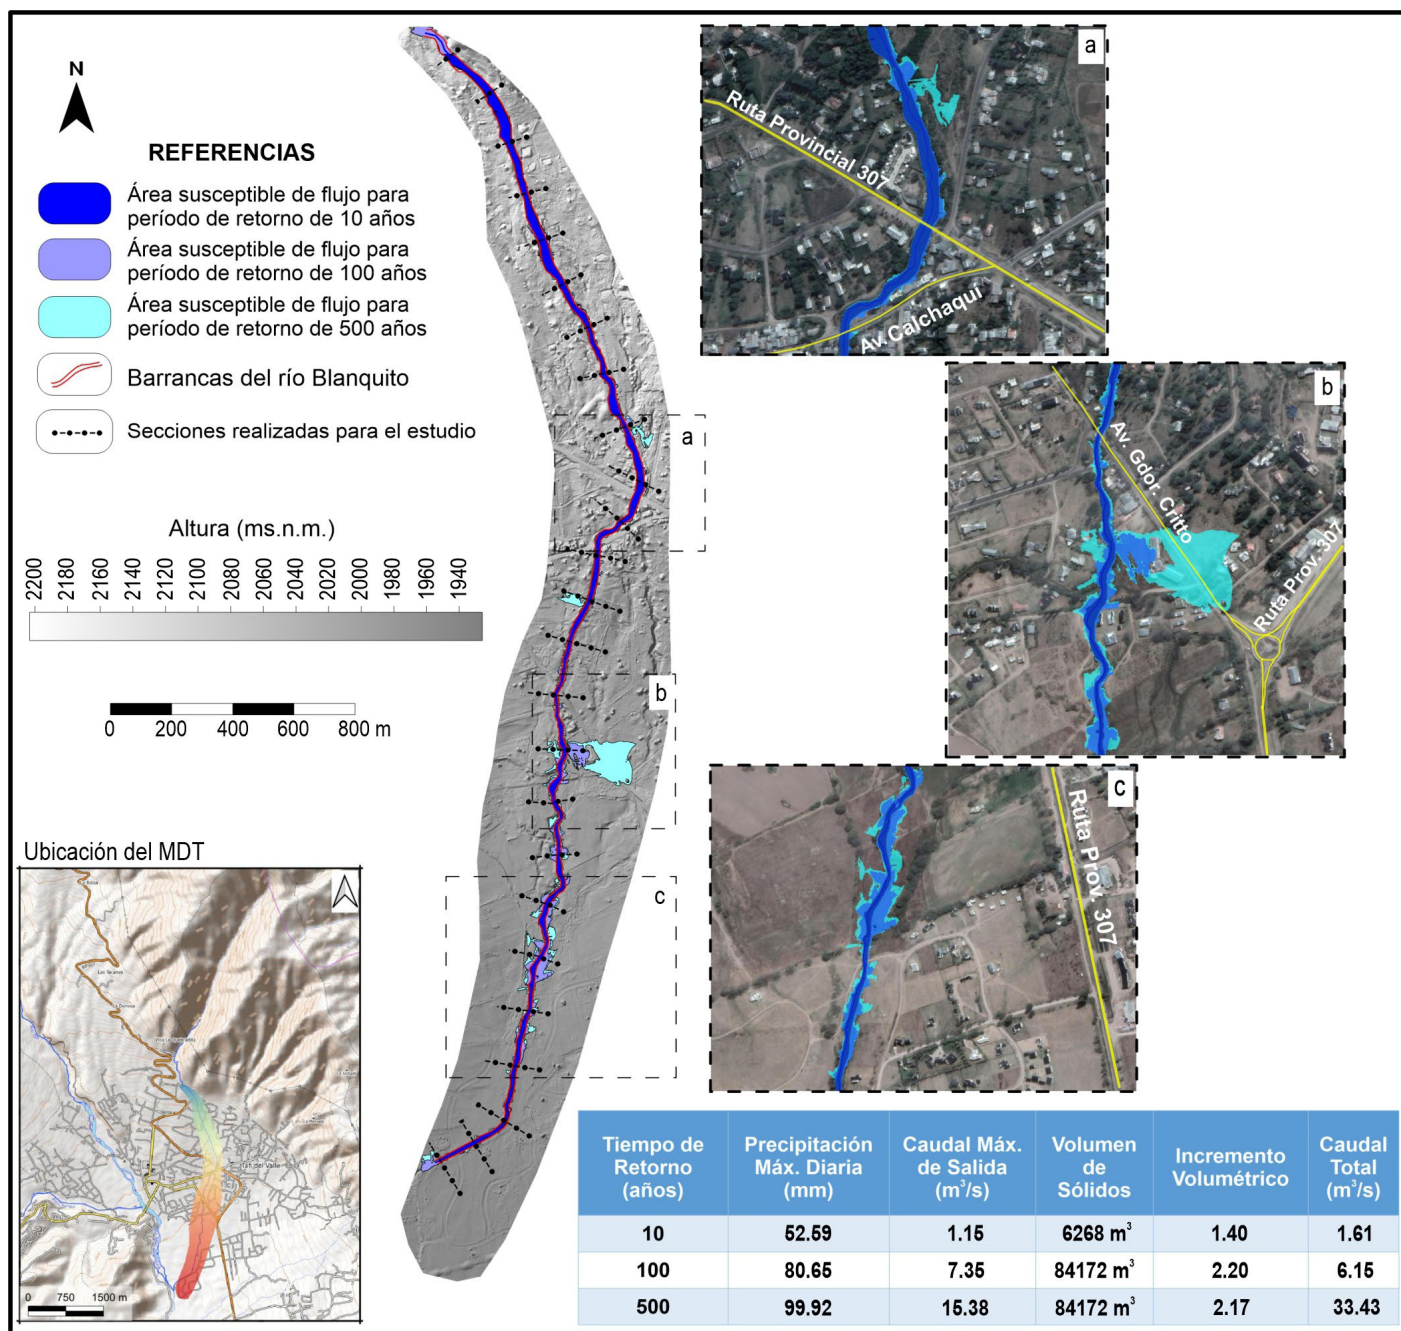 N
REFERENCIAS
Área susceptible de flujo para
período de retorno de 10 años
Área susceptible de flujo para
período de retorno de 100 años
Área susceptible de flujo para
período de retorno de 500 años
Barrancas del río Blanquito
Secciones realizadas para el estudio
Altura (ms.n.m.)
2200 2180 2160 2140 2120 2100 2080 2060 2040 2020 2000 1980 1960 1940
0 200 400 600 800 m
a
b
c
a
Ruta Provincial 307
Av. Calchaquí
b
Av. Gdor. Critto
Ruta Prov. 307
c
Ruta Prov. 307
Ubicación del MDT
Tafí del Valle
0 750 1500 m
Tiempo de Retorno (años) Precipitación Máx. Diaria (mm) Caudal Máx. de Salida (m³/s) Volumen de Sólidos Incremento Volumétrico Caudal Total (m³/s)
10 52.59 1.15 6268 m³ 1.40 1.61
100 80.65 7.35 84172 m³ 2.20 6.15
500 99.92 15.38 84172 m³ 2.17 33.43